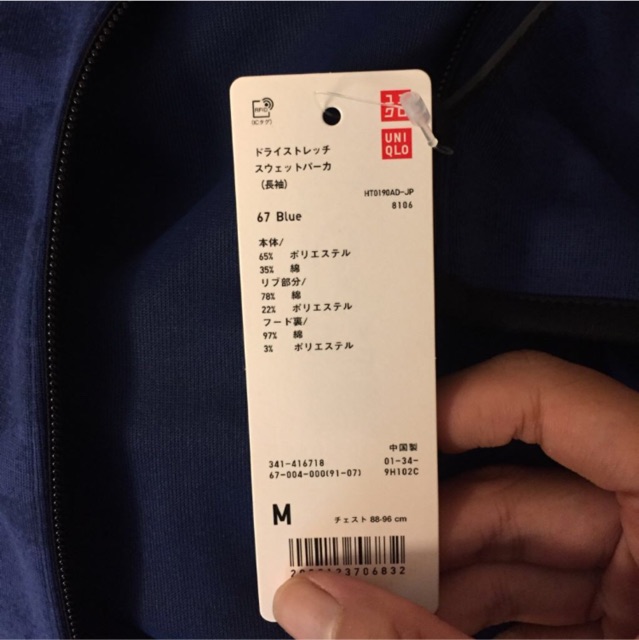 RFID
(ICタグ)
ユニ
クロ
UNI
QLO
ドライストレッチ
スウェットパーカ
(長袖)
HT0190AD-JP
8106
67 Blue
本体/
65% ポリエステル
35% 綿
リブ部分/
78% 綿
22% ポリエステル
フード裏/
97% 綿
3% ポリエステル
中国製
341-416718 01-34-
67-004-000(91-07) 9H102C
M チェスト 88-96 cm